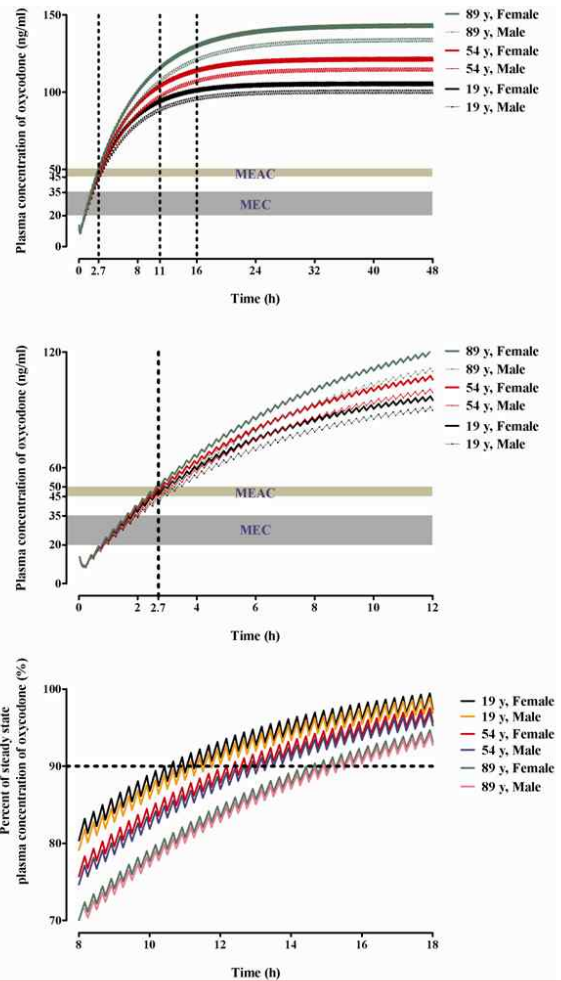 Plasma concentration of oxycodone (ng/ml)
150
100
50
45
35
20
0
MEAC
MEC
0 2.7 8 11 16 24 32 40 48
Time (h)
89 y, Female
89 y, Male
54 y, Female
54 y, Male
19 y, Female
19 y, Male
Plasma concentration of oxycodone (ng/ml)
120
60
50
45
35
20
0
MEAC
MEC
0 2 2.7 4 6 8 10 12
Time (h)
89 y, Female
89 y, Male
54 y, Female
54 y, Male
19 y, Female
19 y, Male
Percent of steady state
plasma concentration of oxycodone (%)
100
90
80
70
8 10 12 14 16 18
Time (h)
19 y, Female
19 y, Male
54 y, Female
54 y, Male
89 y, Female
89 y, Male